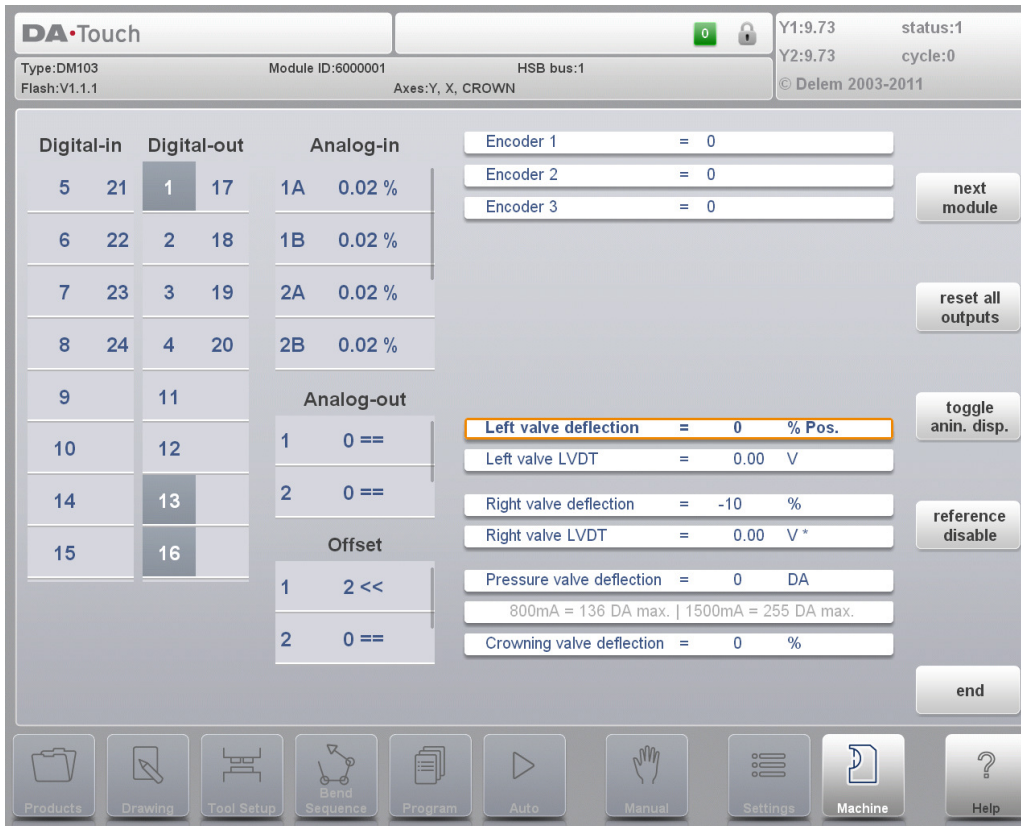 DA·Touch
0
Y1:9.73 status:1
Y2:9.73 cycle:0
© Delem 2003-2011
Type:DM103 Module ID:6000001 HSB bus:1
Flash:V1.1.1 Axes:Y, X, CROWN
Digital-in Digital-out Analog-in
5 21 1 17 1A 0.02 %
6 22 2 18 1B 0.02 %
7 23 3 19 2A 0.02 %
8 24 4 20 2B 0.02 %
9 11
10 12
14 13
15 16
Analog-out
1 0 ==
2 0 ==
Offset
1 2 <<
2 0 ==
Encoder 1 = 0
Encoder 2 = 0
Encoder 3 = 0
Left valve deflection = 0 % Pos.
Left valve LVDT = 0.00 V
Right valve deflection = -10 %
Right valve LVDT = 0.00 V *
Pressure valve deflection = 0 DA
800mA = 136 DA max. | 1500mA = 255 DA max.
Crowning valve deflection = 0 %
next
module
reset all
outputs
toggle
anin. disp.
reference
disable
end
Products
Drawing
Tool Setup
Bend
Sequence
Program
Auto
Manual
Settings
Machine
?
Help